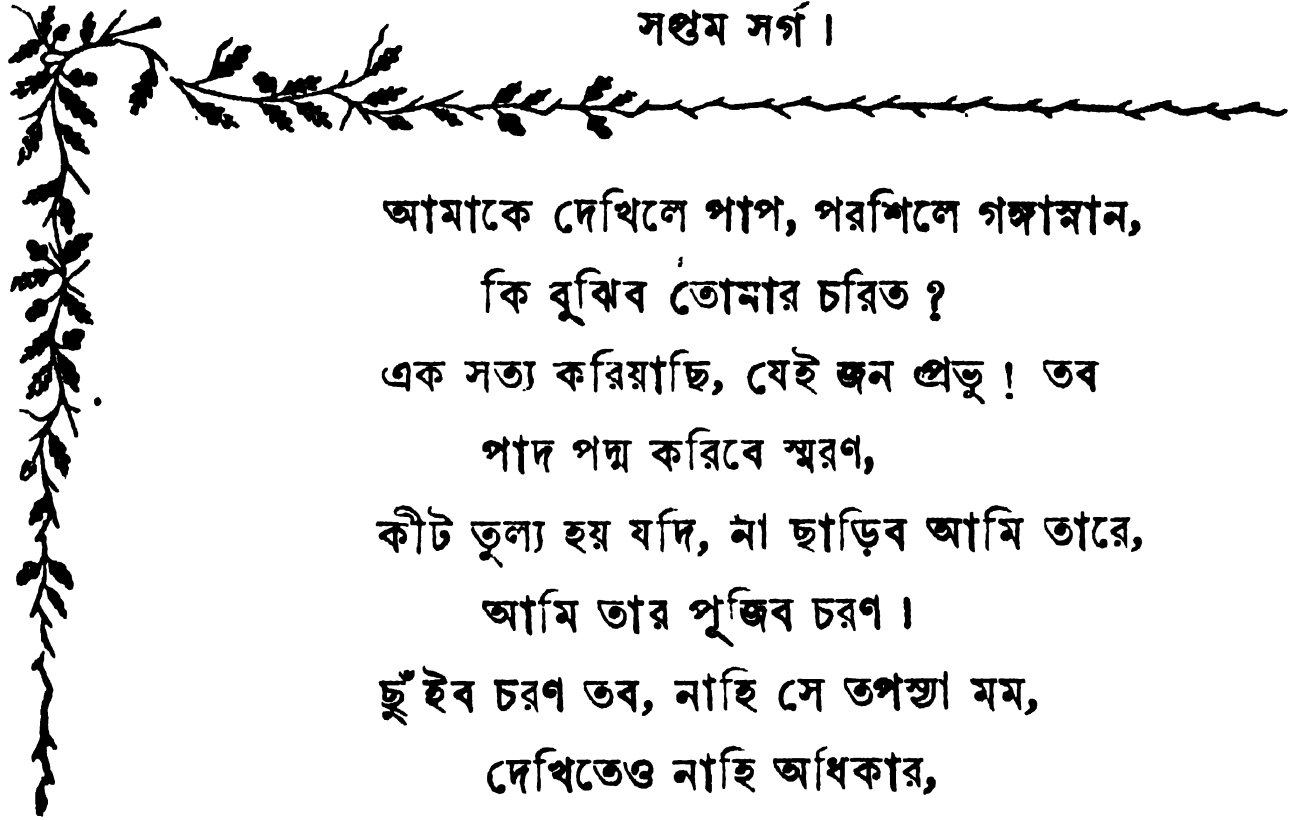 সপ্তম সর্গ।
আমাকে দেখিলে পাপ, পরশিলে গঙ্গাস্নান,
কি বুঝিব তোমার চরিত ?
এক সত্য করিয়াছি, যেই জন প্রভু ! তব
পাদ পদ্ম করিবে স্মরণ,
কীট তুল্য হয় যদি, না ছাড়িব আমি তারে,
আমি তার পূজিব চরণ।
ছুঁইব চরণ তব, নাহি সে তপস্যা মম,
দেখিতেও নাহি অধিকার,